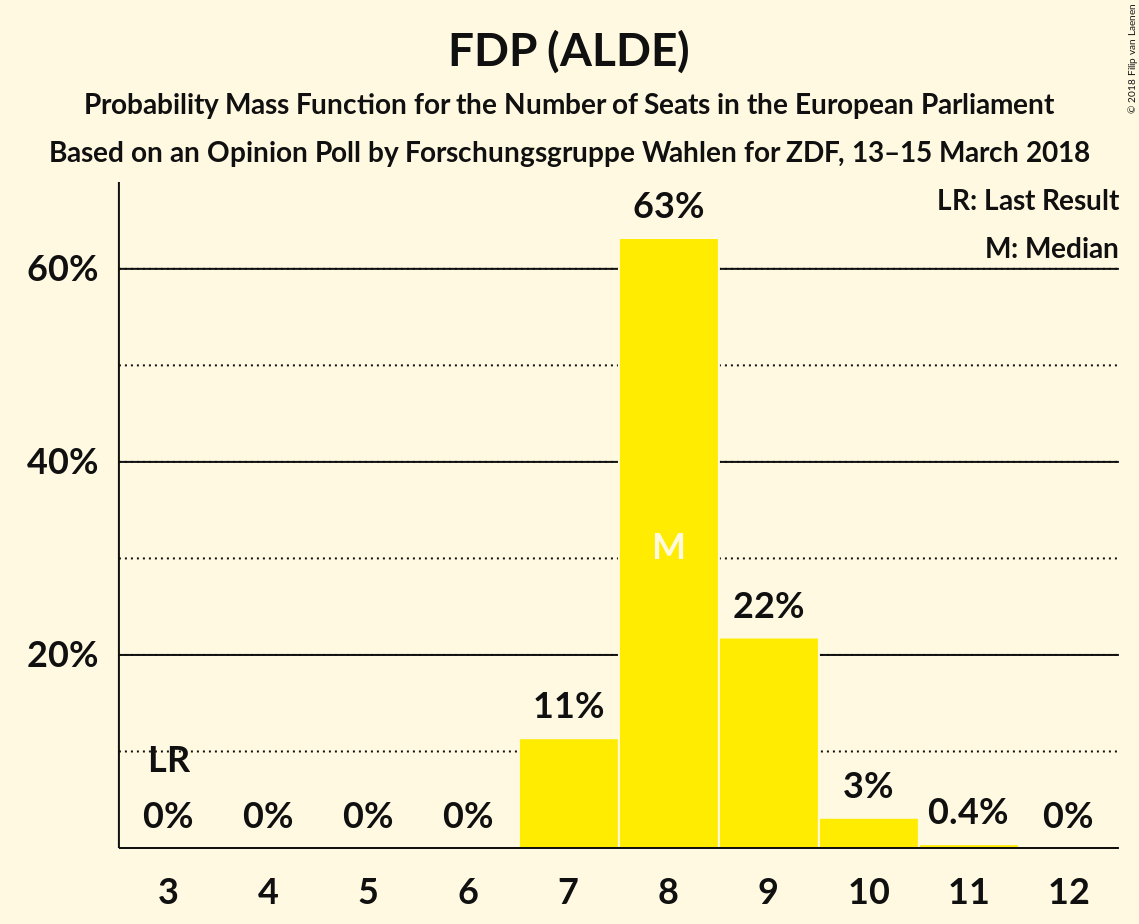 FDP (ALDE)
Probability Mass Function for the Number of Seats in the European Parliament
Based on an Opinion Poll by Forschungsgruppe Wahlen for ZDF, 13–15 March 2018
© 2018 Filip van Laenen
LR: Last Result
M: Median
63%
60%
40%
M
22%
20%
11%
LR
3%
0% 0% 0% 0% 0.4% 0%
3 4 5 6 7 8 9 10 11 12